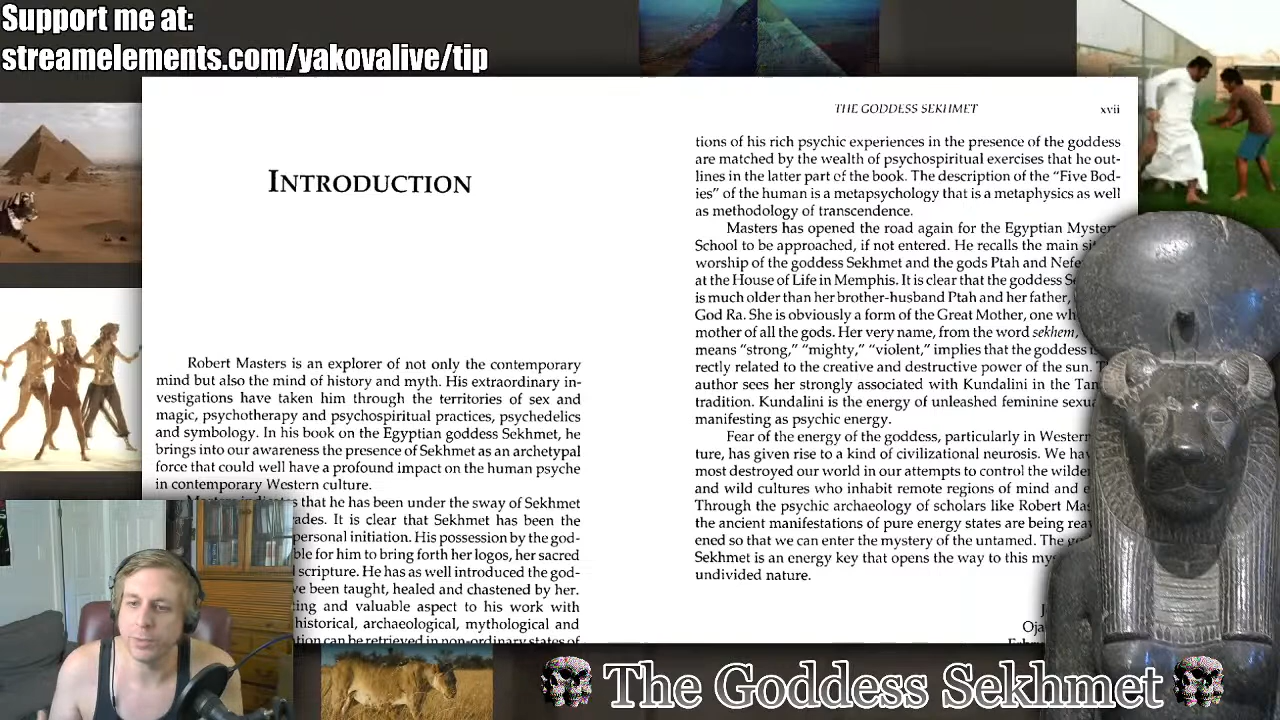 Support me at:
streamelements.com/yakovalive/tip
INTRODUCTION
Robert Masters is an explorer of not only the contemporary
mind but also the mind of history and myth. His extraordinary in-
vestigations have taken him through the territories of sex and
magic, psychotherapy and psychospiritual practices, psychedelics
and symbology. In his book on the Egyptian goddess Sekhmet, he
brings into our awareness the presence of Sekhmet as an archetypal
force that could well have a profound impact on the human psyche
in contemporary Western culture.
that he has been under the sway of Sekhmet
It is clear that Sekhmet has been the
personal initiation. His possession by the god-
for him to bring forth her logos, her sacred
scripture. He has as well introduced the god-
been taught, healed and chastened by her.
and valuable aspect to his work with
historical, archaeological, mythological and
can be retrieved in non-ordinary states of
THE GODDESS SEKHMET xvii
tions of his rich psychic experiences in the presence of the goddess
are matched by the wealth of psychospiritual exercises that he out-
lines in the latter part of the book. The description of the "Five Bod-
ies" of the human is a metapsychology that is a metaphysics as well
as methodology of transcendence.
Masters has opened the road again for the Egyptian Mystery
School to be approached, if not entered. He recalls the main
worship of the goddess Sekhmet and the gods Ptah and
at the House of Life in Memphis. It is clear that the goddess
is much older than her brother-husband Ptah and her father,
God Ra. She is obviously a form of the Great Mother, one
mother of all the gods. Her very name, from the word sekhem,
means "strong," "mighty," "violent," implies that the goddess
rectly related to the creative and destructive power of the sun.
author sees her strongly associated with Kundalini in the
tradition. Kundalini is the energy of unleashed feminine
manifesting as psychic energy.
Fear of the energy of the goddess, particularly in Western
ture, has given rise to a kind of civilizational neurosis. We
most destroyed our world in our attempts to control the
and wild cultures who inhabit remote regions of mind and
Through the psychic archaeology of scholars like Robert
the ancient manifestations of pure energy states are being
ened so that we can enter the mystery of the untamed. The
Sekhmet is an energy key that opens the way to this
undivided nature.
The Goddess Sekhmet